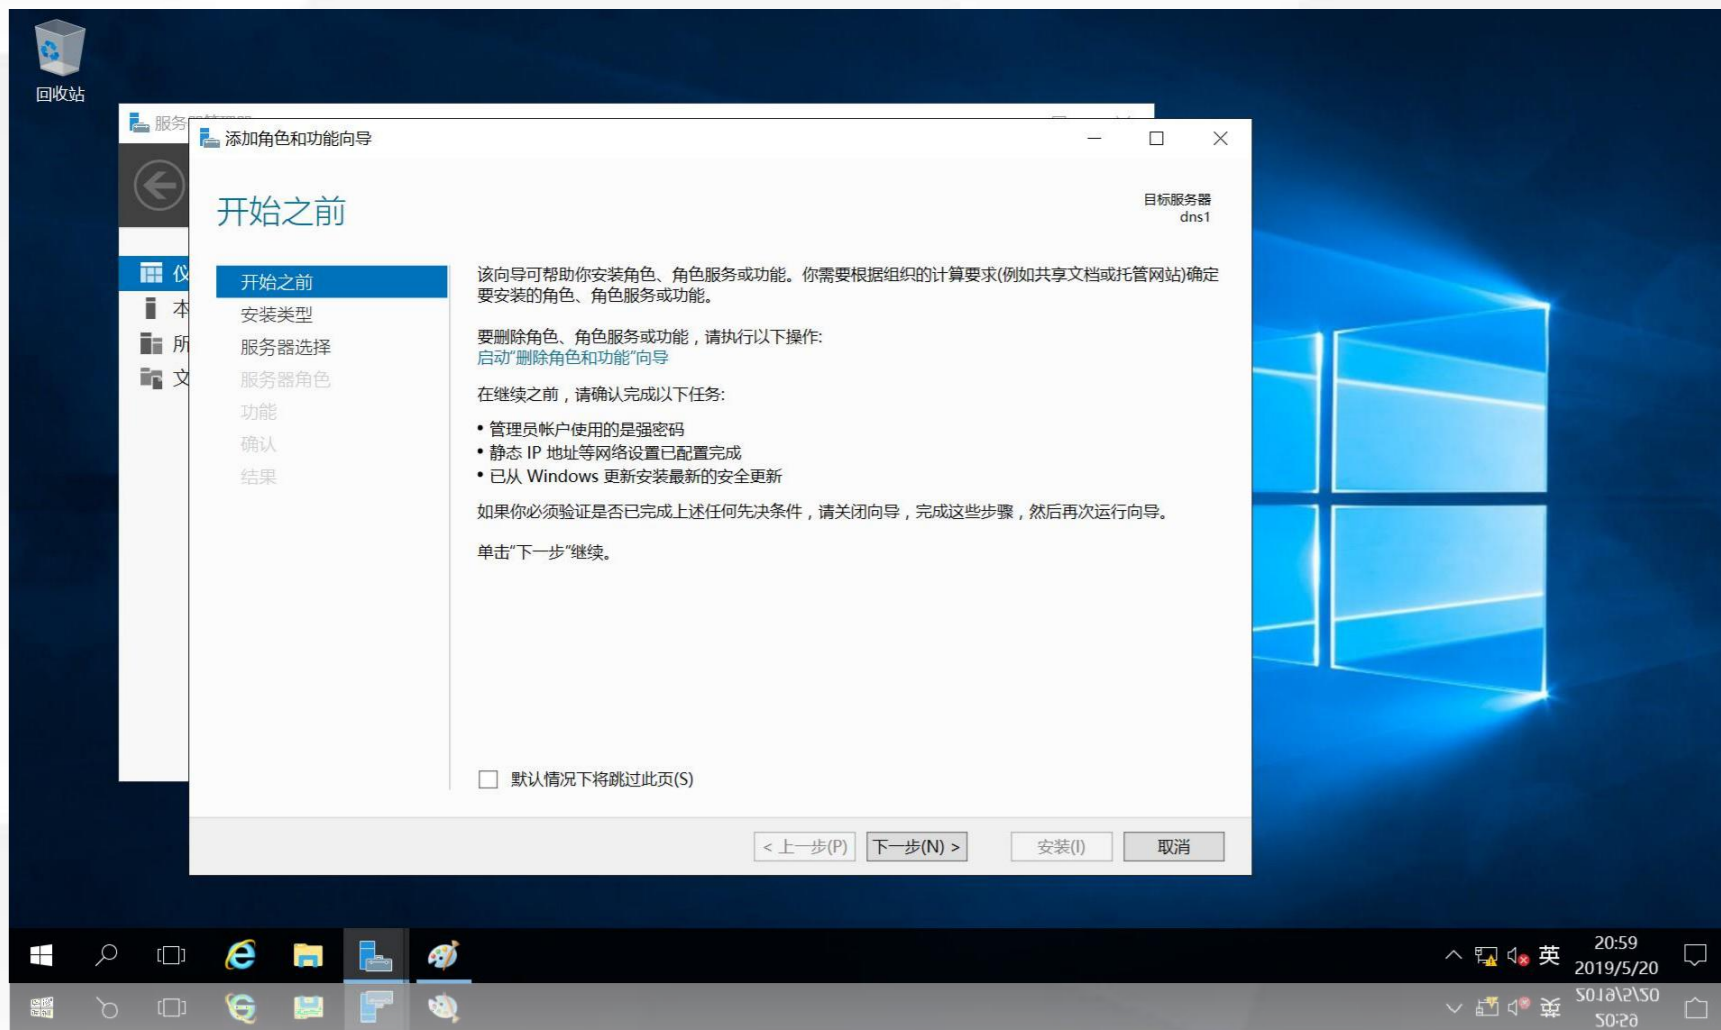 回收站
服务
添加角色和功能向导
开始之前
目标服务器
dns1
仪
本
所
文
开始之前
安装类型
服务器选择
服务器角色
功能
确认
结果
该向导可帮助你安装角色、角色服务或功能。你需要根据组织的计算要求(例如共享文档或托管网站)确定
要安装的角色、角色服务或功能。
要删除角色、角色服务或功能，请执行以下操作:
启动"删除角色和功能"向导
在继续之前，请确认完成以下任务:
• 管理员帐户使用的是强密码
• 静态 IP 地址等网络设置已配置完成
• 已从 Windows 更新安装最新的安全更新
如果你必须验证是否已完成上述任何先决条件，请关闭向导，完成这些步骤，然后再次运行向导。
单击"下一步"继续。
默认情况下将跳过此页(S)
< 上一步(P)
下一步(N) >
安装(I)
取消
英
20:59
2019/5/20